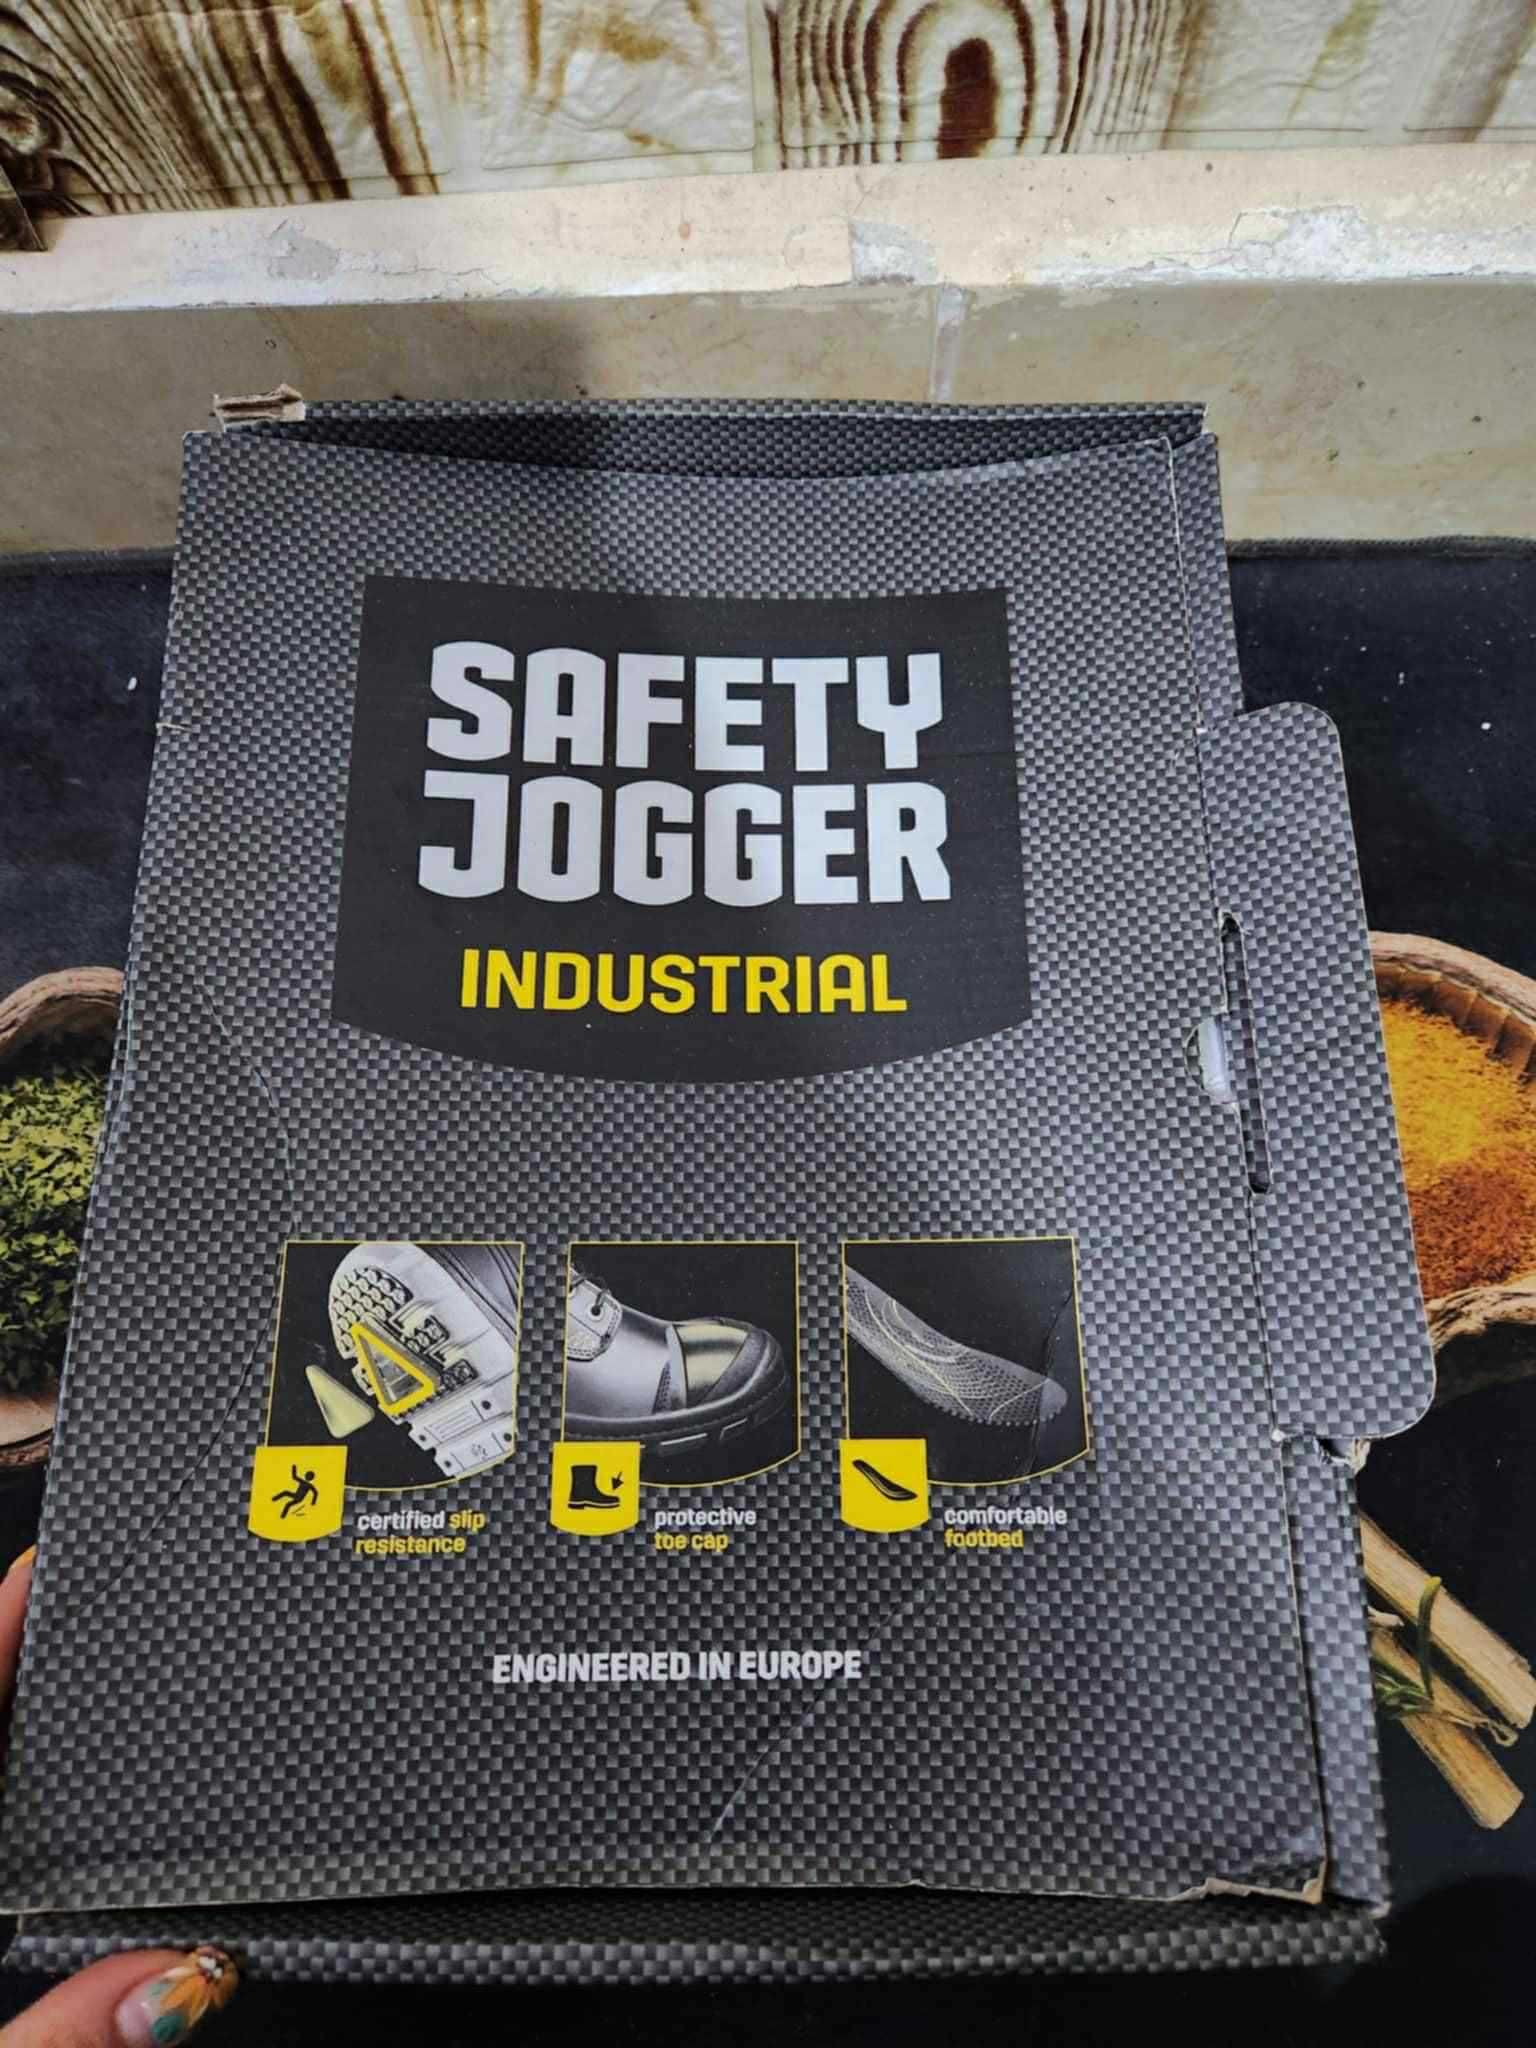 SAFETY
JOGGER
INDUSTRIAL
certified slip
resistance
protective
toe cap
comfortable
footbed
ENGINEERED IN EUROPE